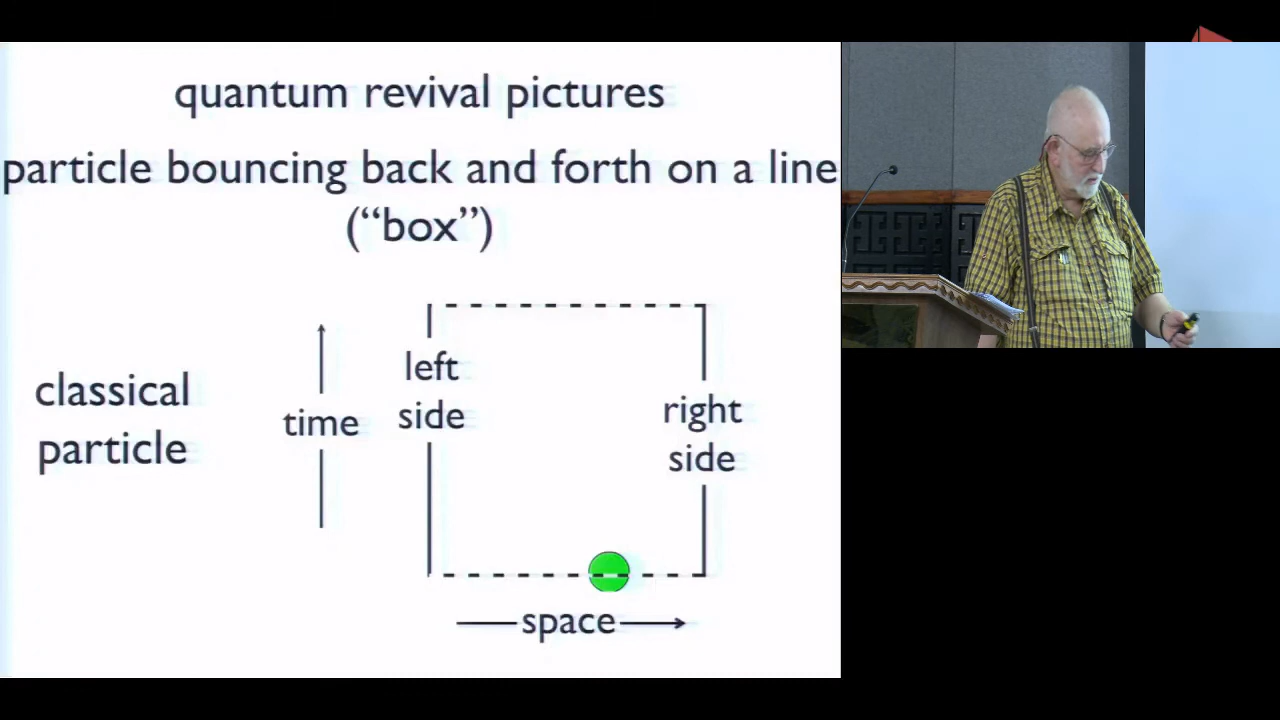 quantum revival pictures
particle bouncing back and forth on a line
(“box”)
classical
particle
time
left
side
right
side
space